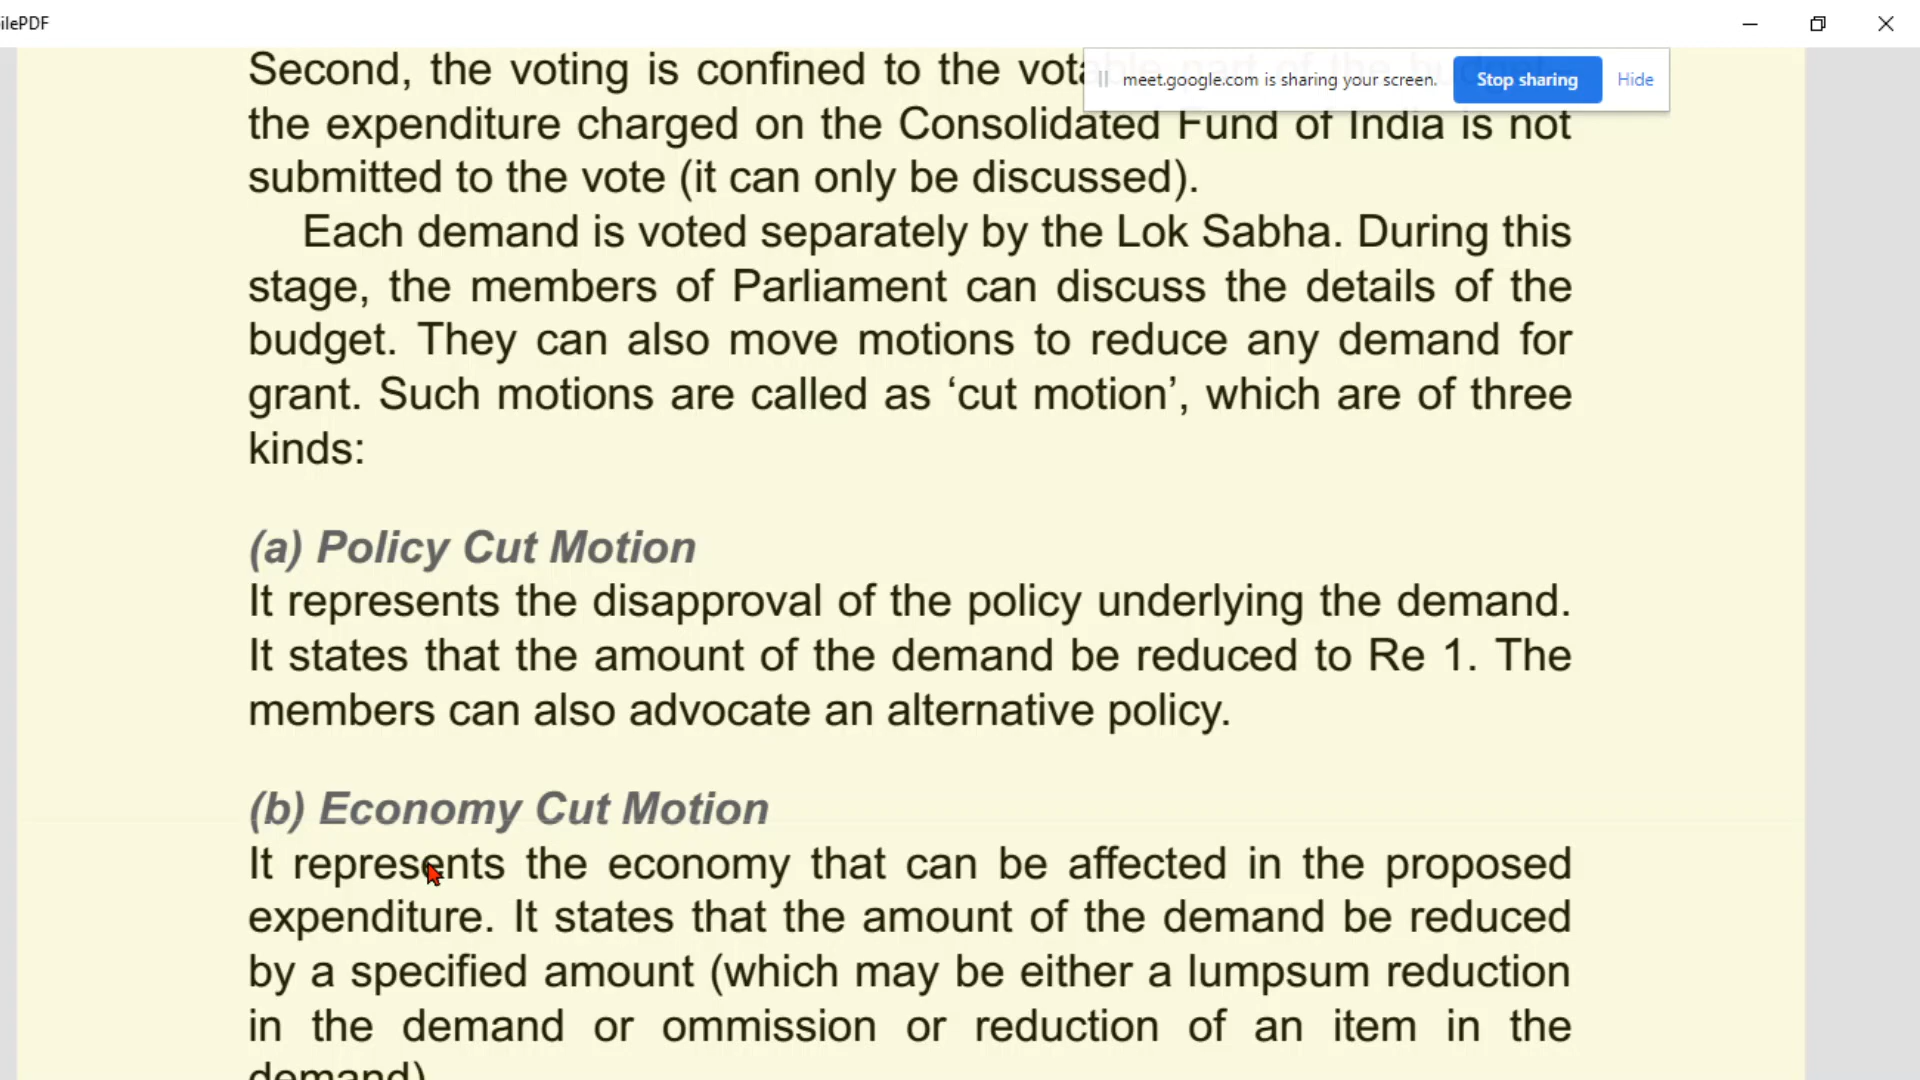 ilePDF
Second, the voting is confined to the votable part of the budget
meet.google.com is sharing your screen. Stop sharing Hide
the expenditure charged on the Consolidated Fund of India is not
submitted to the vote (it can only be discussed).
Each demand is voted separately by the Lok Sabha. During this
stage, the members of Parliament can discuss the details of the
budget. They can also move motions to reduce any demand for
grant. Such motions are called as ‘cut motion’, which are of three
kinds:
(a) Policy Cut Motion
It represents the disapproval of the policy underlying the demand.
It states that the amount of the demand be reduced to Re 1. The
members can also advocate an alternative policy.
(b) Economy Cut Motion
It represents the economy that can be affected in the proposed
expenditure. It states that the amount of the demand be reduced
by a specified amount (which may be either a lumpsum reduction
in the demand or ommission or reduction of an item in the
demand)